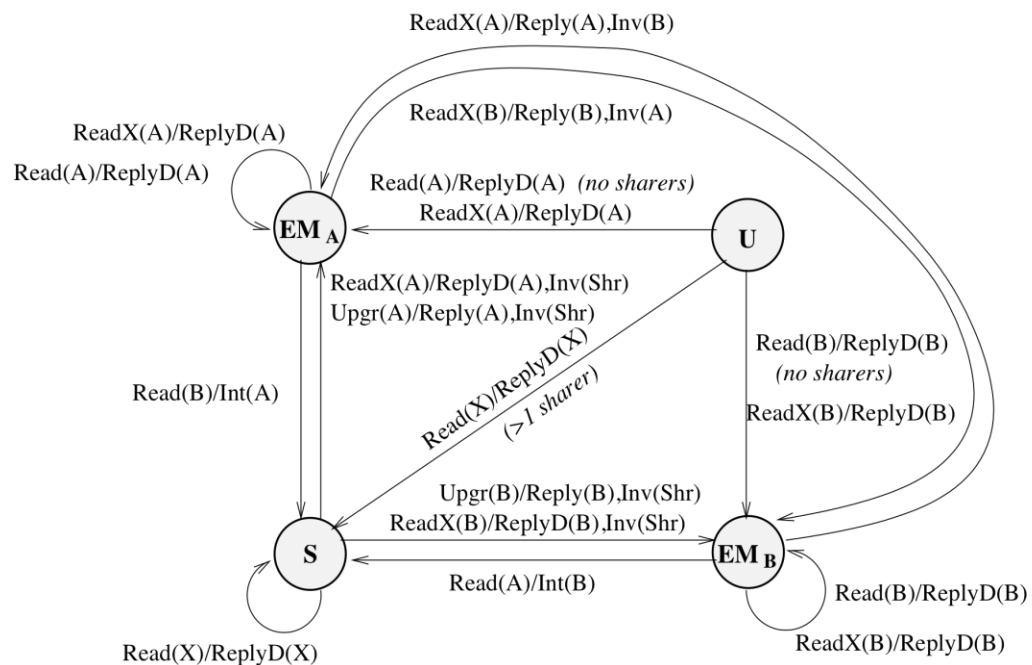 ReadX(A)/Reply(A),Inv(B)
ReadX(B)/Reply(B),Inv(A)
ReadX(A)/ReplyD(A)
Read(A)/ReplyD(A)
Read(A)/ReplyD(A) (no sharers)
ReadX(A)/ReplyD(A)
EM A
U
ReadX(A)/ReplyD(A),Inv(Shr)
Upgr(A)/Reply(A),Inv(Shr)
Read(B)/Int(A)
Read(X)/ReplyD(X)
(>1 sharer)
Read(B)/ReplyD(B)
(no sharers)
ReadX(B)/ReplyD(B)
Upgr(B)/Reply(B),Inv(Shr)
ReadX(B)/ReplyD(B),Inv(Shr)
S
EM B
Read(A)/Int(B)
Read(B)/ReplyD(B)
ReadX(B)/ReplyD(B)
Read(X)/ReplyD(X)